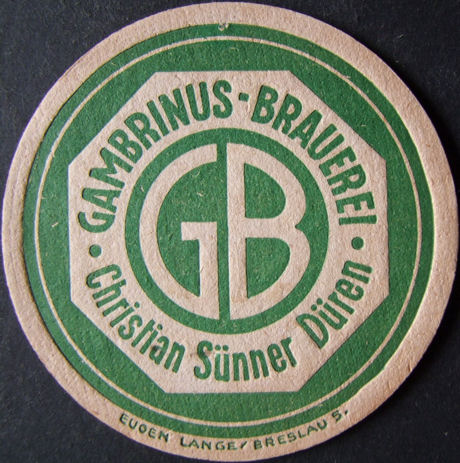 GAMBRINUS-BRAUEREI
GB
• Christian Sünner Düren •
EUGEN LANGE/BRESLAU 5.